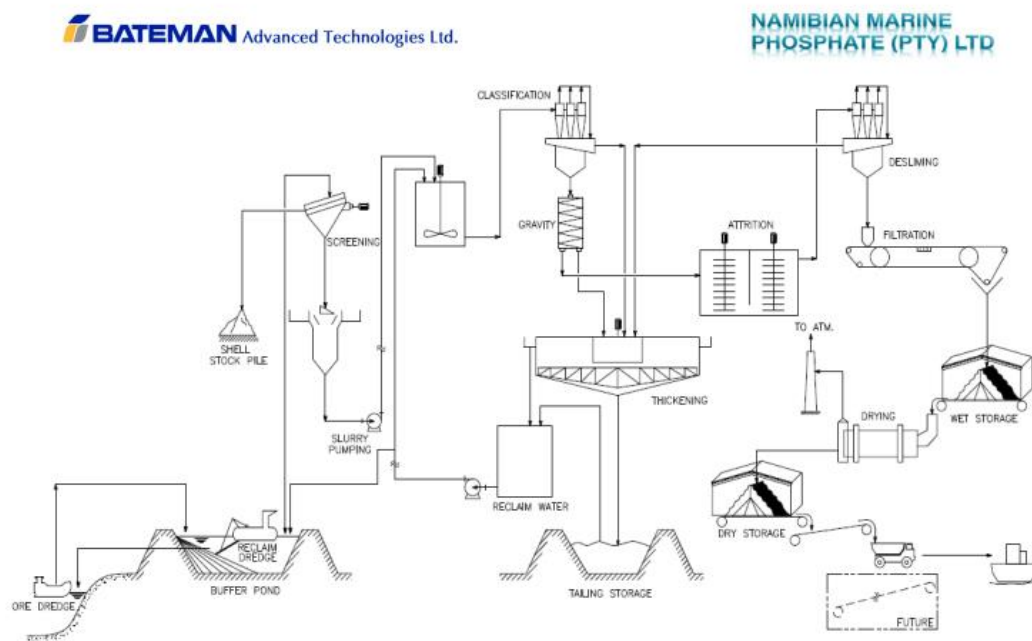 BATEMAN Advanced Technologies Ltd.
NAMIBIAN MARINE
PHOSPHATE (PTY) LTD
CLASSIFICATION
DESLIMING
SCREENING
GRAVITY
ATTRITION
FILTRATION
SHELL
STOCK PILE
TO ATM.
THICKENING
SLURRY
PUMPING
DRYING
WET STORAGE
RECLAIM WATER
DRY STORAGE
RECLAIM
DREDGE
ORE DREDGE
BUFFER POND
TAILING STORAGE
FUTURE